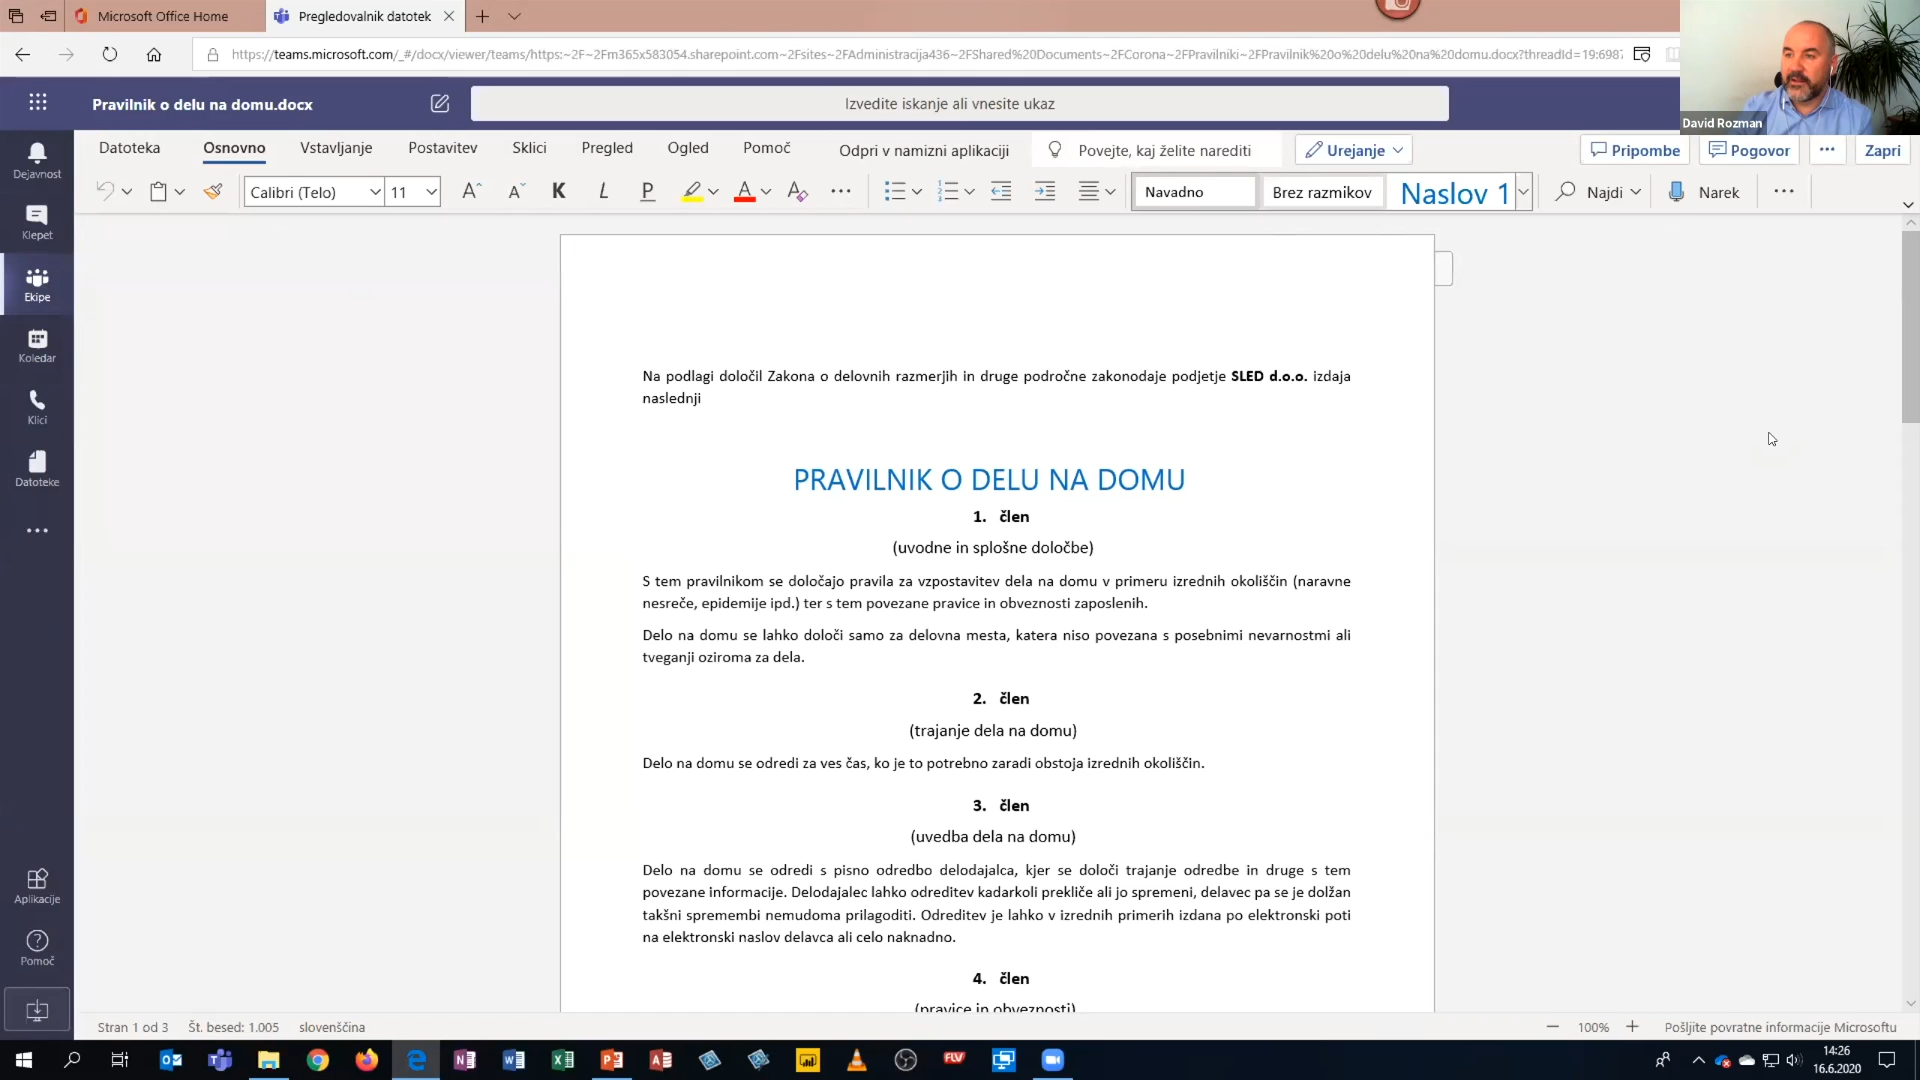 Microsoft Office Home
Pregledovalnik datotek
https://teams.microsoft.com/_#/docx/viewer/teams/https:~2F~2Fm365x583054.sharepoint.com~2Fsites~2FAdministracija436~2FShared%20Documents~2FCorona~2FPravilniki~2FPravilnik%20o%20delu%20na%20domu.docx?threadId=19:698
David Rozman
Pravilnik o delu na domu.docx
Izvedite iskanje ali vnesite ukaz
Datoteka Osnovno Vstavljanje Postavitev Sklici Pregled Ogled Pomoč Odpri v namizni aplikaciji Povejte, kaj želite narediti Urejanje Pripombe Pogovor Zapri
Calibri (Telo) 11 A A K L P A A Navadno Brez razmikov Naslov 1 Najdi Narek
Dejavnost
Klepet
Ekipe
Koledar
Klici
Datoteke
Aplikacije
Pomoč
Na podlagi določil Zakona o delovnih razmerjih in druge področne zakonodaje podjetje SLED d.o.o. izdaja
naslednji
PRAVILNIK O DELU NA DOMU
1. člen
(uvodne in splošne določbe)
S tem pravilnikom se določajo pravila za vzpostavitev dela na domu v primeru izrednih okoliščin (naravne
nesreče, epidemije ipd.) ter s tem povezane pravice in obveznosti zaposlenih.
Delo na domu se lahko določi samo za delovna mesta, katera niso povezana s posebnimi nevarnostmi ali
tveganji oziroma za dela.
2. člen
(trajanje dela na domu)
Delo na domu se odredi za ves čas, ko je to potrebno zaradi obstoja izrednih okoliščin.
3. člen
(uvedba dela na domu)
Delo na domu se odredi s pisno odredbo delodajalca, kjer se določi trajanje odredbe in druge s tem
povezane informacije. Delodajalec lahko odreditev kadarkoli prekliče ali jo spremeni, delavec pa se je dolžan
takšni spremembi nemudoma prilagoditi. Odreditev je lahko v izrednih primerih izdana po elektronski poti
na elektronski naslov delavca ali celo naknadno.
4. člen
(pravice in obveznosti)
Stran 1 od 3 Št. besed: 1.005 slovenščina 100% Pošljite povratne informacije Microsoftu
FLV
14:26
16.6.2020